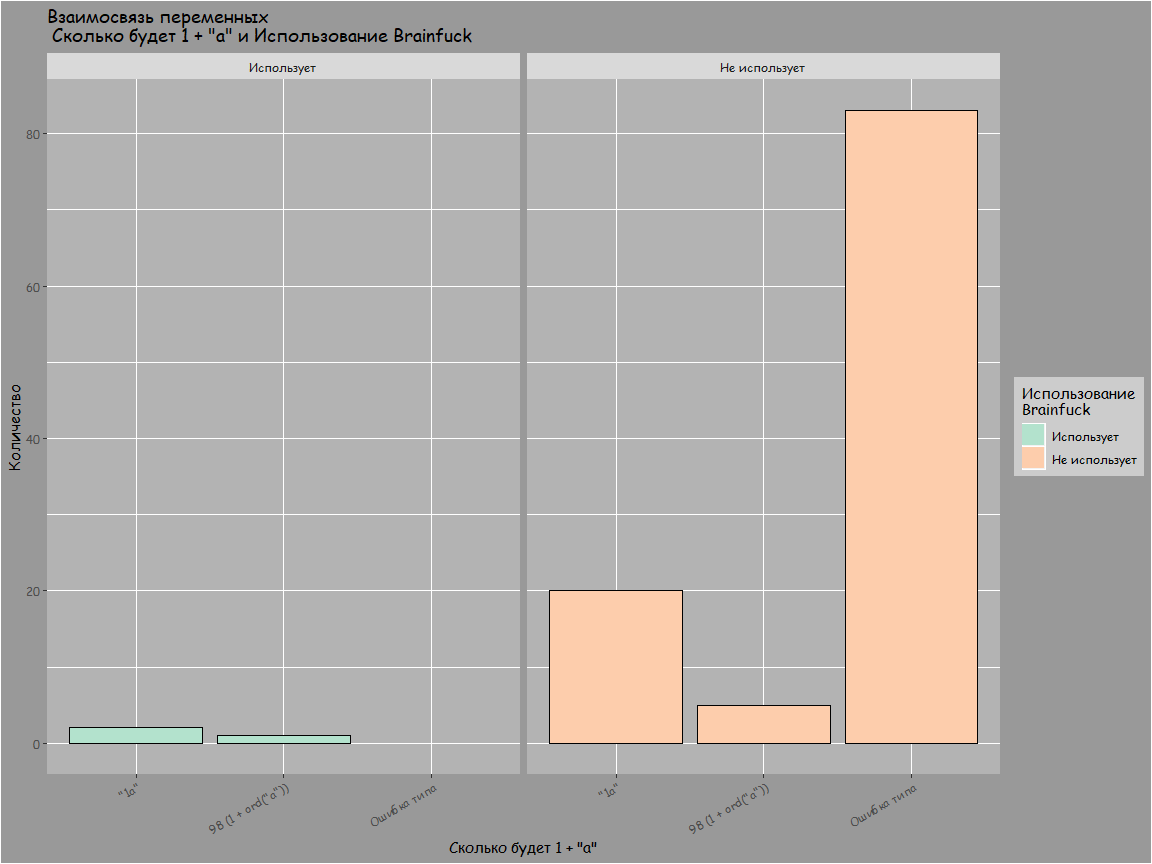 Взаимосвязь переменных
Сколько будет 1 + "a" и Использование Brainfuck
Использует
Не использует
Количество
80
60
40
20
0
"1a"
98 (1 + ord("a"))
Ошибка типа
"1a"
98 (1 + ord("a"))
Ошибка типа
Сколько будет 1 + "a"
Использование
Brainfuck
Использует
Не использует